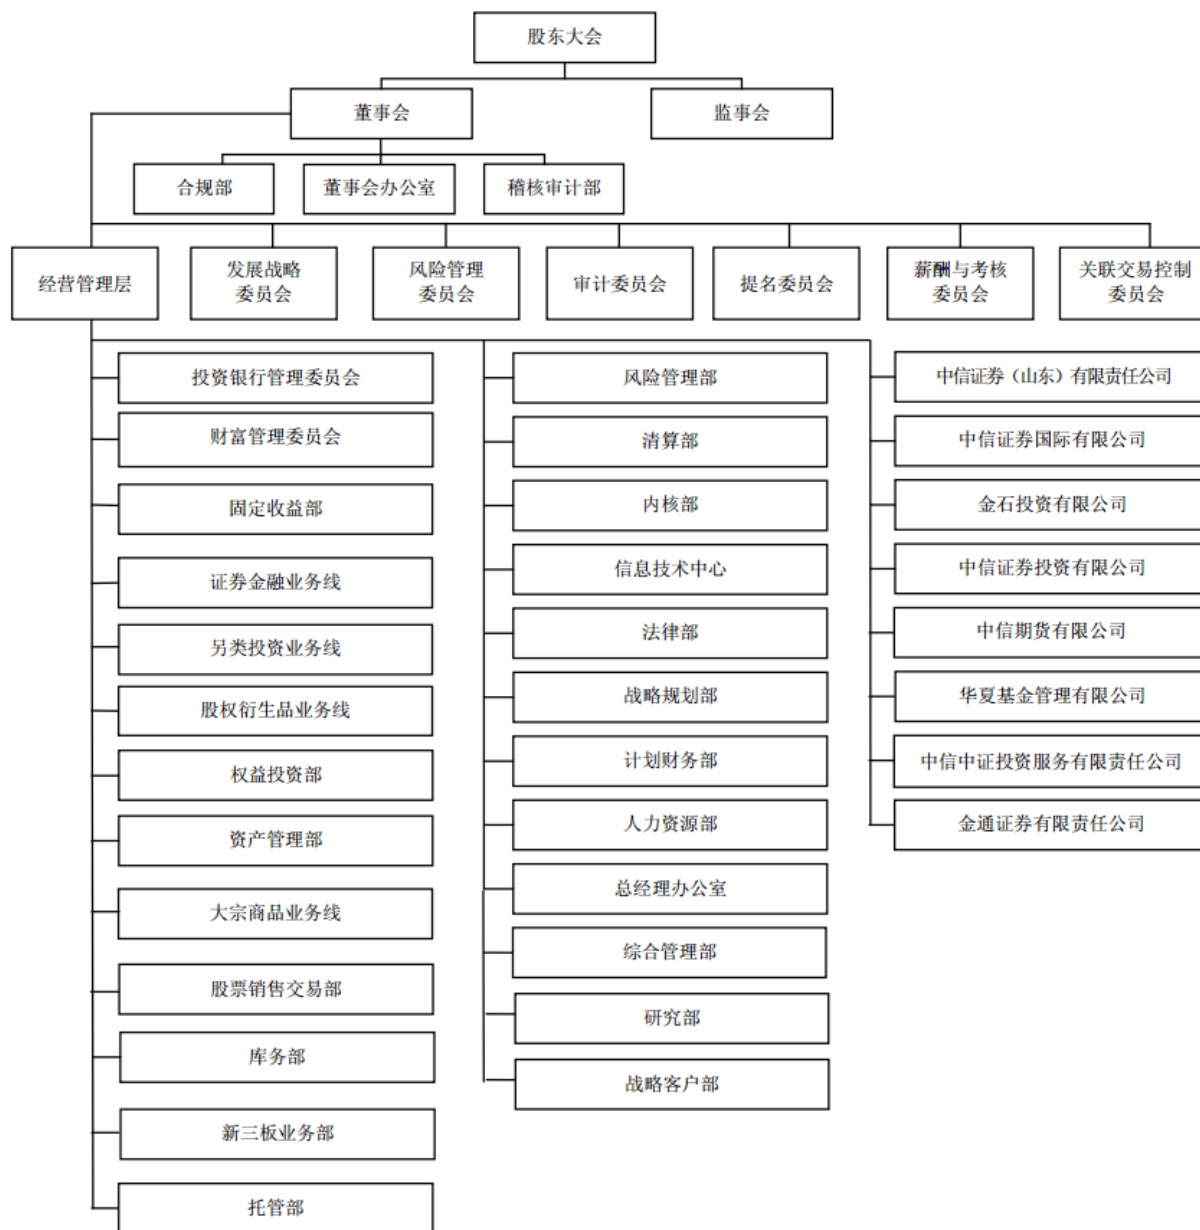 股东大会
董事会
监事会
合规部
董事会办公室
稽核审计部
经营管理层
发展战略
委员会
风险管理
委员会
审计委员会
提名委员会
薪酬与考核
委员会
关联交易控制
委员会
投资银行管理委员会
财富管理委员会
固定收益部
证券金融业务线
另类投资业务线
股权衍生品业务线
权益投资部
资产管理部
大宗商品业务线
股票销售交易部
库务部
新三板业务部
托管部
风险管理部
清算部
内核部
信息技术中心
法律部
战略规划部
计划财务部
人力资源部
总经理办公室
综合管理部
研究部
战略客户部
中信证券（山东）有限责任公司
中信证券国际有限公司
金石投资有限公司
中信证券投资有限公司
中信期货有限公司
华夏基金管理有限公司
中信中证投资服务有限责任公司
金通证券有限责任公司